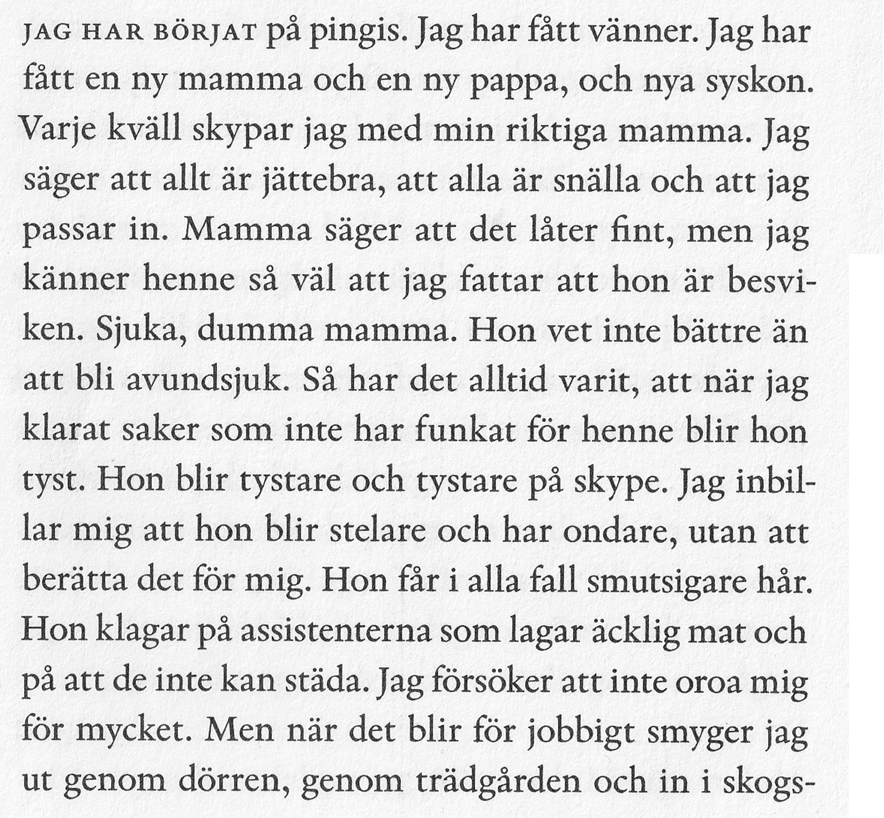 JAG HAR BÖRJAT på pingis. Jag har fått vänner. Jag har
fått en ny mamma och en ny pappa, och nya syskon.
Varje kväll skypar jag med min riktiga mamma. Jag
säger att allt är jättebra, att alla är snälla och att jag
passar in. Mamma säger att det låter fint, men jag
känner henne så väl att jag fattar att hon är besvi-
ken. Sjuka, dumma mamma. Hon vet inte bättre än
att bli avundsjuk. Så har det alltid varit, att när jag
klarat saker som inte har funkat för henne blir hon
tyst. Hon blir tystare och tystare på skype. Jag inbil-
lar mig att hon blir stelare och har ondare, utan att
berätta det för mig. Hon får i alla fall smutsigare hår.
Hon klagar på assistenterna som lagar äcklig mat och
på att de inte kan städa. Jag försöker att inte oroa mig
för mycket. Men när det blir för jobbigt smyger jag
ut genom dörren, genom trädgården och in i skogs-